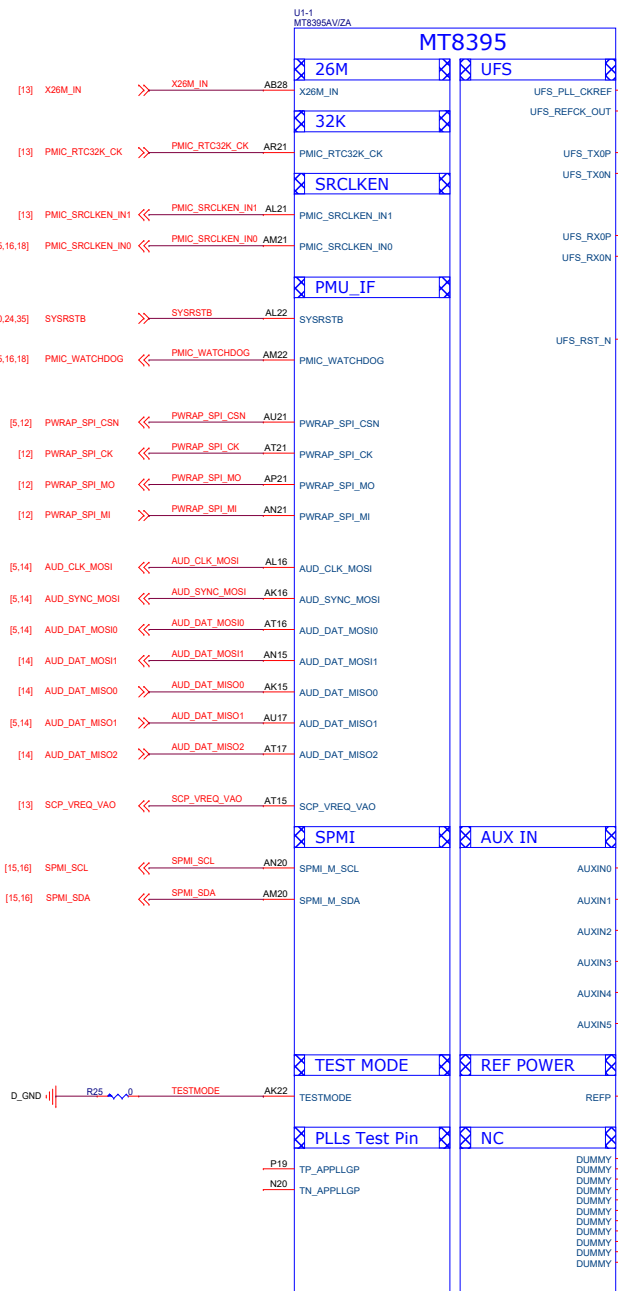 U1-1
MT8395AV/ZA
MT8395
26M
UFS
[13] X26M_IN X26M_IN AB28 X26M_IN
UFS_PLL_CKREF
UFS_REFCK_OUT
32K
[13] PMIC_RTC32K_CK PMIC_RTC32K_CK AR21 PMIC_RTC32K_CK
UFS_TX0P
UFS_TX0N
SRCLKEN
[13] PMIC_SRCLKEN_IN1 PMIC_SRCLKEN_IN1 AL21 PMIC_SRCLKEN_IN1
UFS_RX0P
,16,18] PMIC_SRCLKEN_IN0 PMIC_SRCLKEN_IN0 AM21 PMIC_SRCLKEN_IN0
UFS_RX0N
PMU_IF
,24,35] SYSRSTB SYSRSTB AL22 SYSRSTB
UFS_RST_N
,16,18] PMIC_WATCHDOG PMIC_WATCHDOG AM22 PMIC_WATCHDOG
[5,12] PWRAP_SPI_CSN PWRAP_SPI_CSN AU21 PWRAP_SPI_CSN
[12] PWRAP_SPI_CK PWRAP_SPI_CK AT21 PWRAP_SPI_CK
[12] PWRAP_SPI_MO PWRAP_SPI_MO AP21 PWRAP_SPI_MO
[12] PWRAP_SPI_MI PWRAP_SPI_MI AN21 PWRAP_SPI_MI
[5,14] AUD_CLK_MOSI AUD_CLK_MOSI AL16 AUD_CLK_MOSI
[5,14] AUD_SYNC_MOSI AUD_SYNC_MOSI AK16 AUD_SYNC_MOSI
[5,14] AUD_DAT_MOSI0 AUD_DAT_MOSI0 AT16 AUD_DAT_MOSI0
[14] AUD_DAT_MOSI1 AUD_DAT_MOSI1 AN15 AUD_DAT_MOSI1
[14] AUD_DAT_MISO0 AUD_DAT_MISO0 AK15 AUD_DAT_MISO0
[5,14] AUD_DAT_MISO1 AUD_DAT_MISO1 AU17 AUD_DAT_MISO1
[14] AUD_DAT_MISO2 AUD_DAT_MISO2 AT17 AUD_DAT_MISO2
[13] SCP_VREQ_VAO SCP_VREQ_VAO AT15 SCP_VREQ_VAO
SPMI
AUX IN
[15,16] SPMI_SCL SPMI_SCL AN20 SPMI_M_SCL AUXIN0
[15,16] SPMI_SDA SPMI_SDA AM20 SPMI_M_SDA AUXIN1
AUXIN2
AUXIN3
AUXIN4
AUXIN5
TEST MODE
REF POWER
D_GND R25 0 TESTMODE AK22 TESTMODE REFP
PLLs Test Pin
NC
P19 TP_APPLLGP
N20 TN_APPLLGP
DUMMY
DUMMY
DUMMY
DUMMY
DUMMY
DUMMY
DUMMY
DUMMY
DUMMY
DUMMY
DUMMY